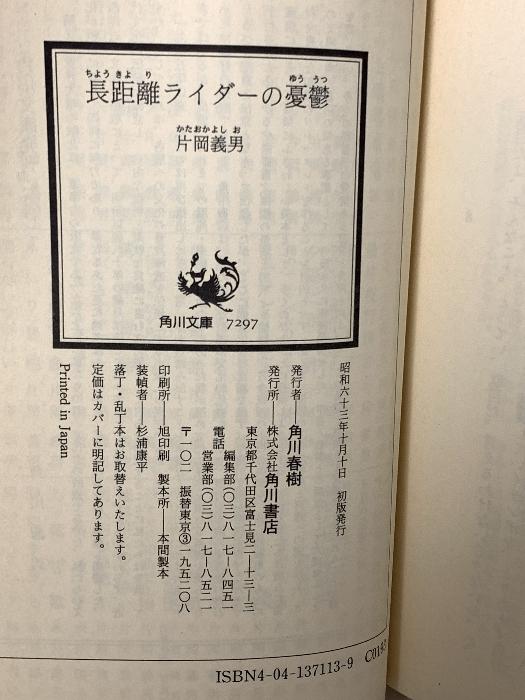 ちょうきょり
長距離ライダーの憂鬱
ゆううつ
かたおかよしお
片岡義男
角川文庫 7297
昭和六十三年十月十日 初版発行
発行者――角川春樹
発行所――株式会社角川書店
東京都千代田区富士見二―十三―三
電話 編集部(〇三)八一七―八四五一
営業部(〇三)八一七―八五二一
〒一〇二 振替東京③一九五二〇八
印刷所――旭印刷 製本所――本間製本
装幀者――杉浦康平
落丁・乱丁本はお取替えいたします。
定価はカバーに明記してあります。
Printed in Japan
ISBN4-04-137113-9 C0193